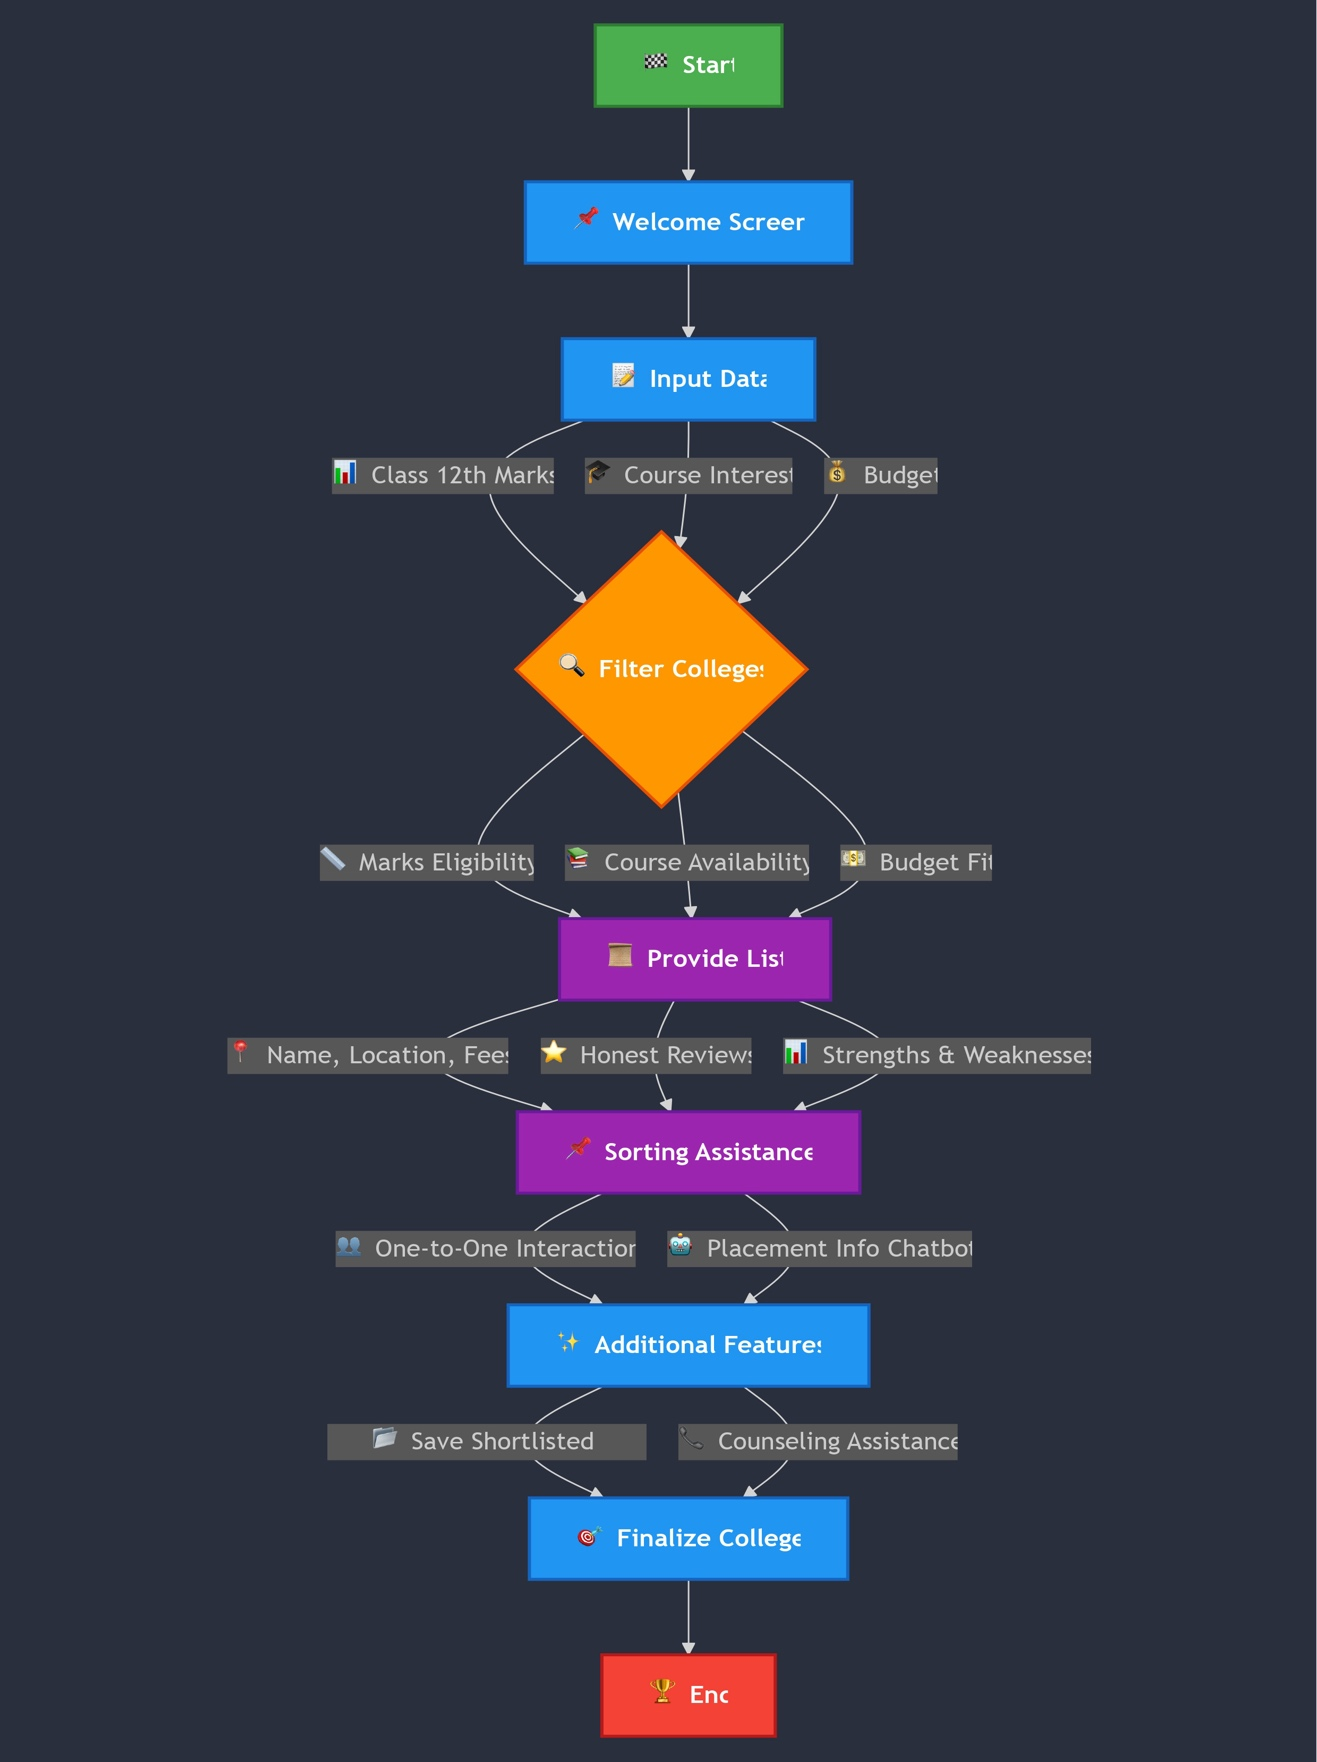 Start
Welcome Screen
Input Data
Class 12th Marks
Course Interest
Budget
Filter Colleges
Marks Eligibility
Course Availability
Budget Fit
Provide List
Name, Location, Fees
Honest Reviews
Strengths & Weaknesses
Sorting Assistance
One-to-One Interaction
Placement Info Chatbot
Additional Features
Save Shortlisted
Counseling Assistance
Finalize College
End